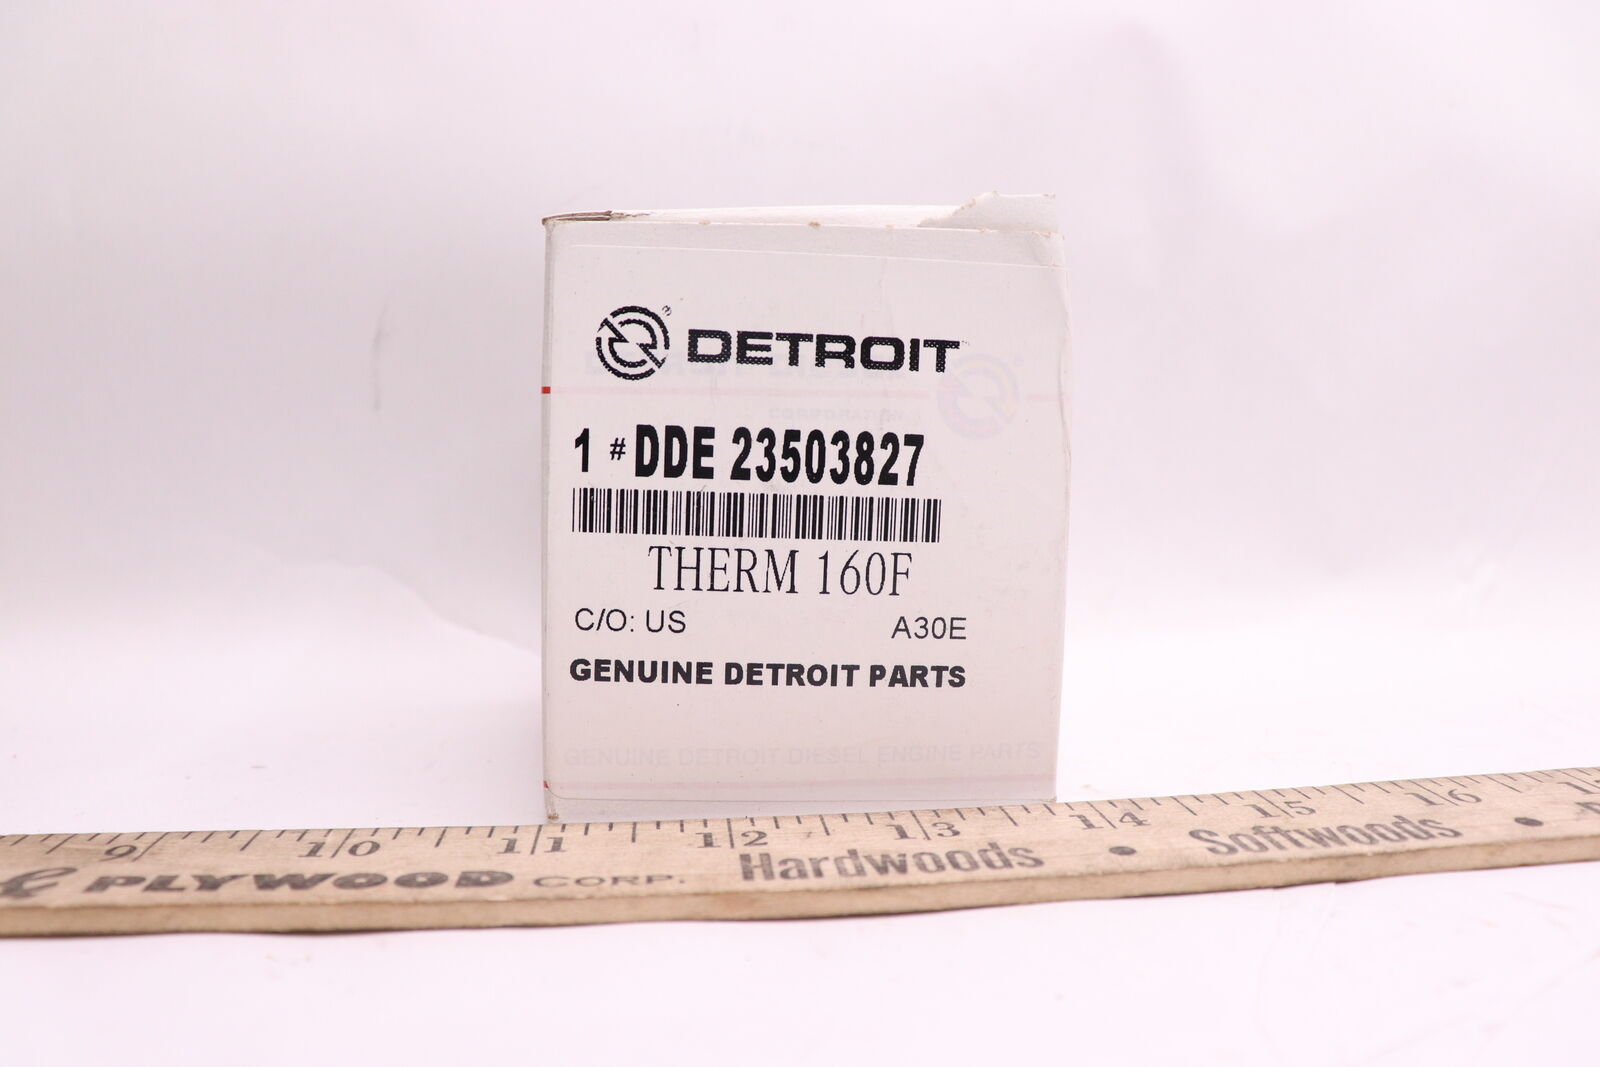 ® DETROIT
CORPORATION
1 # DDE 23503827
THERM 160F
C/O: US A30E
GENUINE DETROIT PARTS
GENUINE DETROIT DIESEL ENGINE PARTS
9 10 11 12 13 14 15 16
PLYWOOD CORP. Hardwoods • Softwoods •